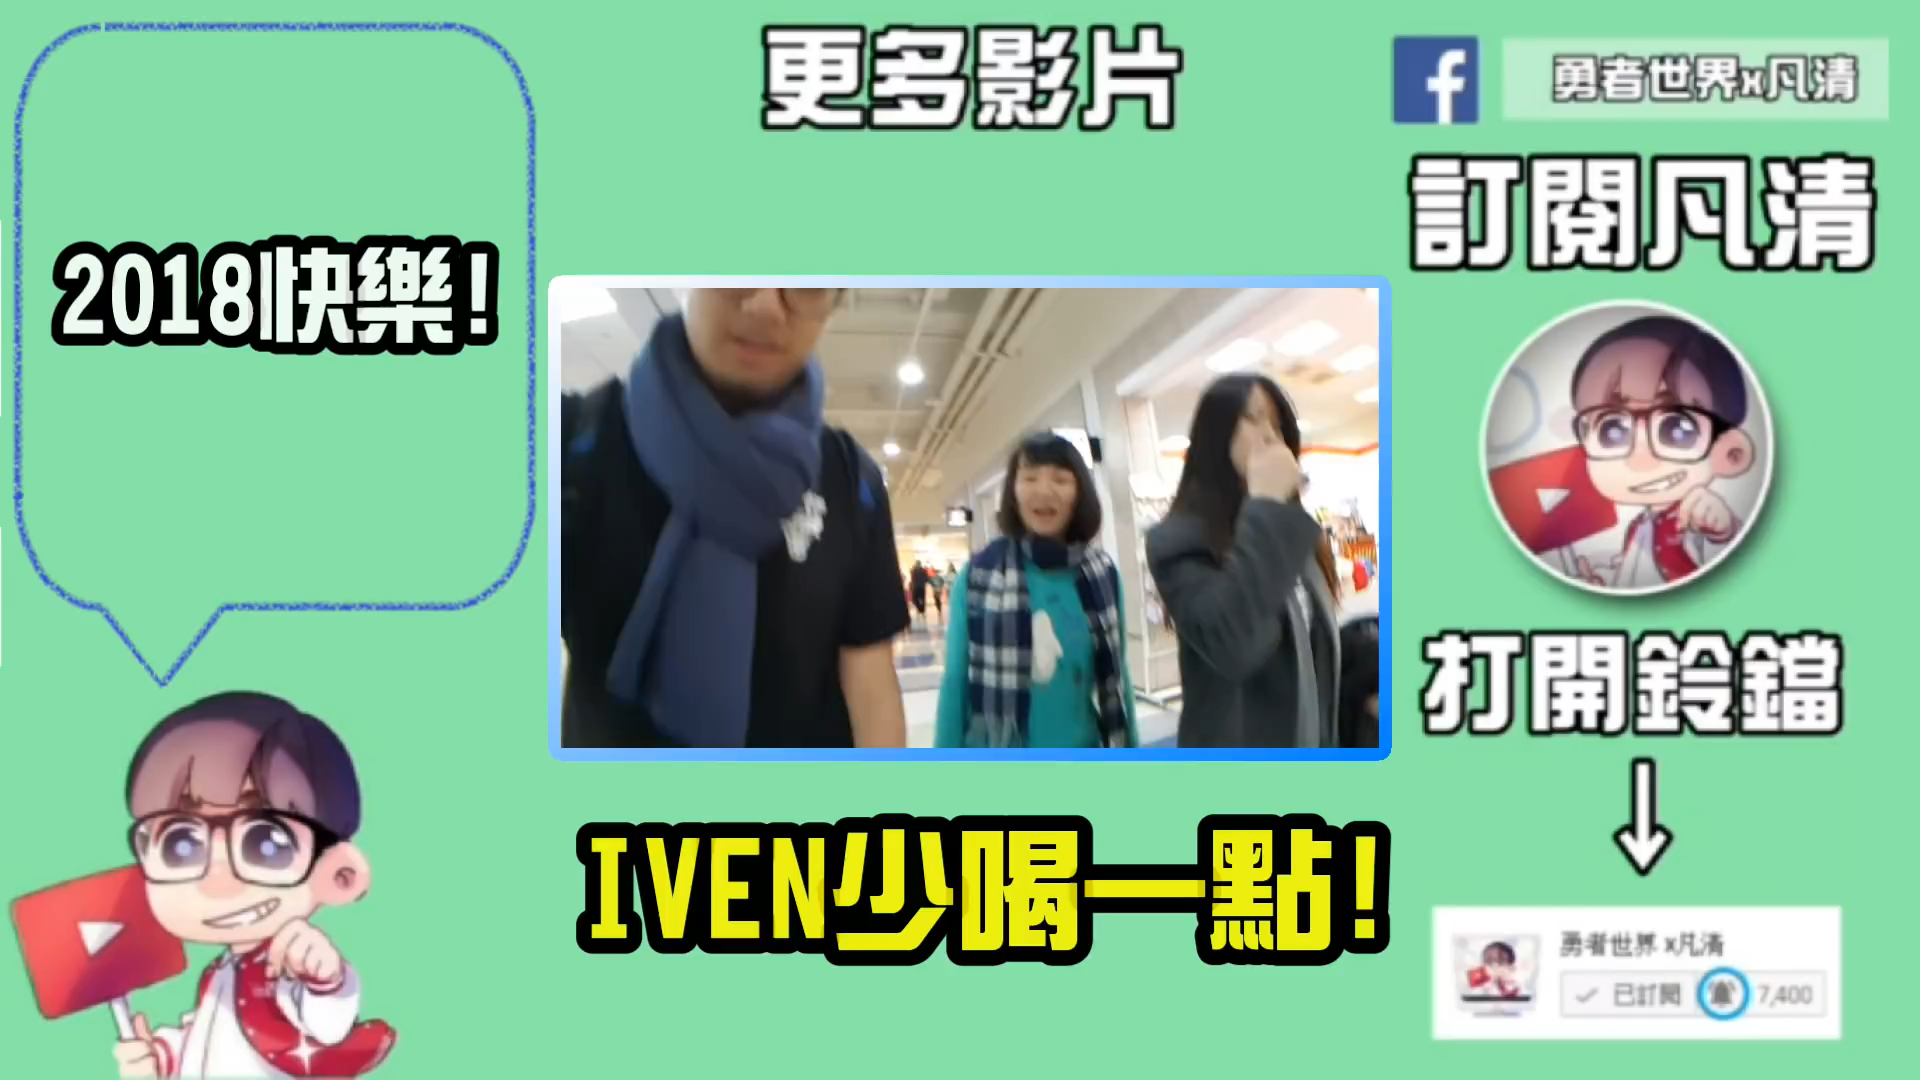 更多影片
勇者世界x凡清
訂閱凡清
2018快樂!
打開鈴鐺
IVEN少喝一點!
勇者世界 x凡清
已訂閱 7,400